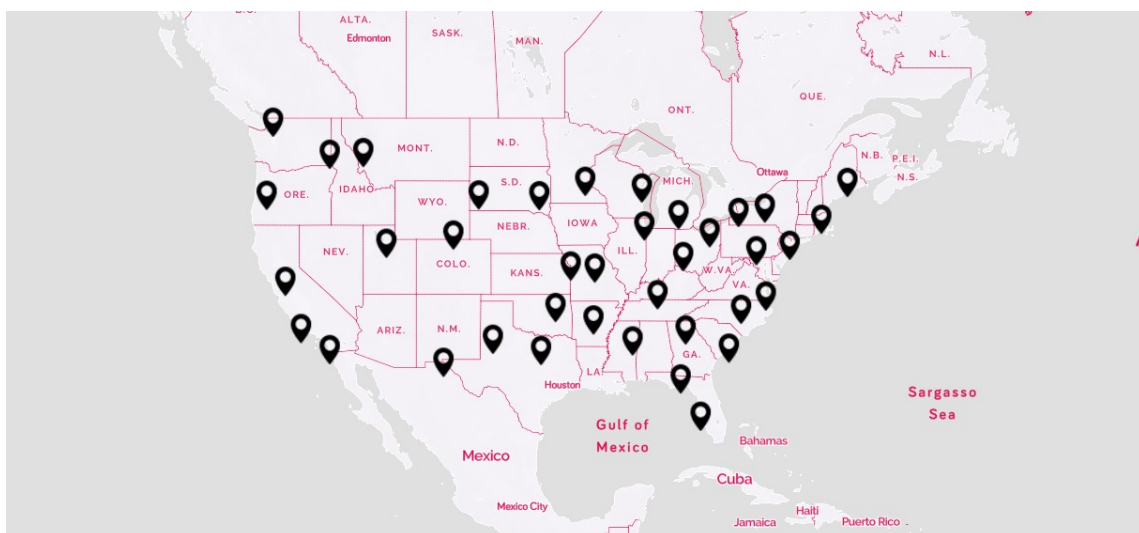 ALTA.
Edmonton
SASK.
MAN.
N.L.
QUE.
ONT.
N.B.
P.E.I.
N.S.
MONT.
N.D.
Ottawa
MICH.
S.D.
ORE.
IDAHO
WYO.
NEBR.
IOWA
NEV.
ILL.
COLO.
KANS.
W.VA.
VA.
ARIZ.
N.M.
GA.
LA.
Houston
Sargasso
Sea
Gulf of
Mexico
Bahamas
Mexico
Cuba
Mexico City
Haiti
Jamaica
Puerto Rico